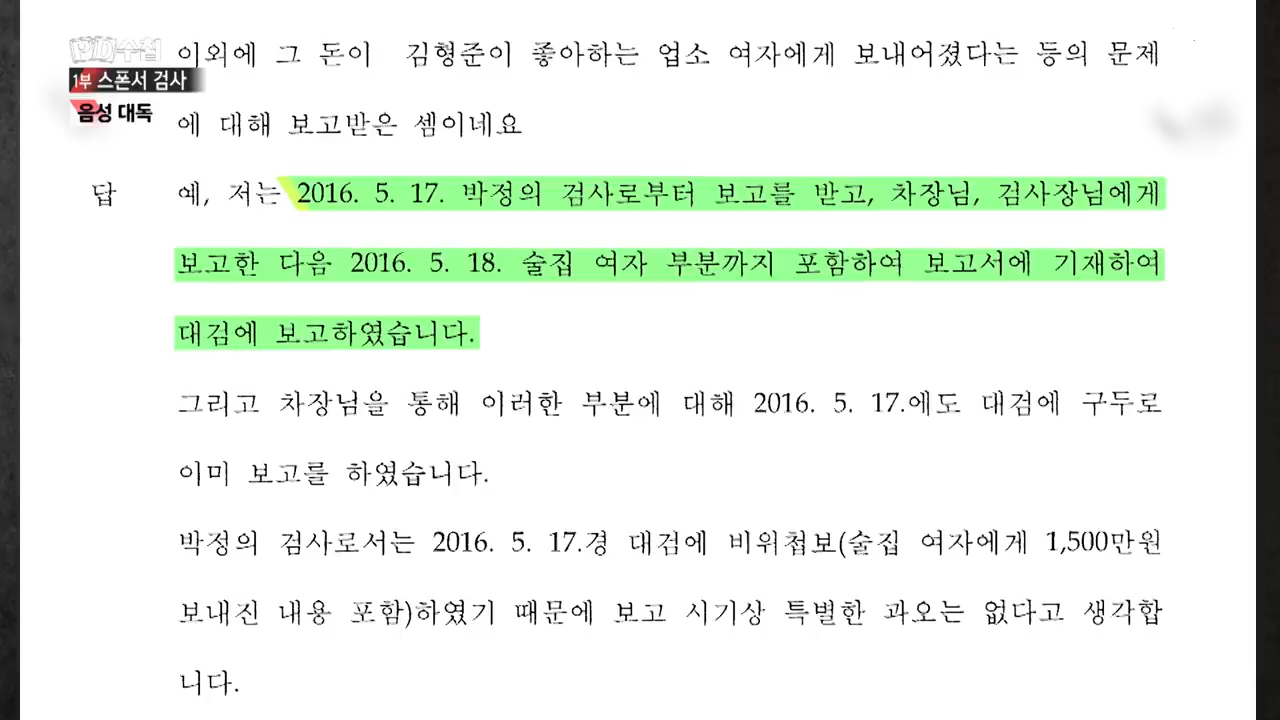 PD수첩
1부 스폰서 검사
음성 대독
이외에 그 돈이 김형준이 좋아하는 업소 여자에게 보내어졌다는 등의 문제
에 대해 보고받은 셈이네요
답 예, 저는 2016. 5. 17. 박정의 검사로부터 보고를 받고, 차장님, 검사장님에게
보고한 다음 2016. 5. 18. 술집 여자 부분까지 포함하여 보고서에 기재하여
대검에 보고하였습니다.
그리고 차장님을 통해 이러한 부분에 대해 2016. 5. 17.에도 대검에 구두로
이미 보고를 하였습니다.
박정의 검사로서는 2016. 5. 17.경 대검에 비위첩보(술집 여자에게 1,500만원
보내진 내용 포함)하였기 때문에 보고 시기상 특별한 과오는 없다고 생각합
니다.